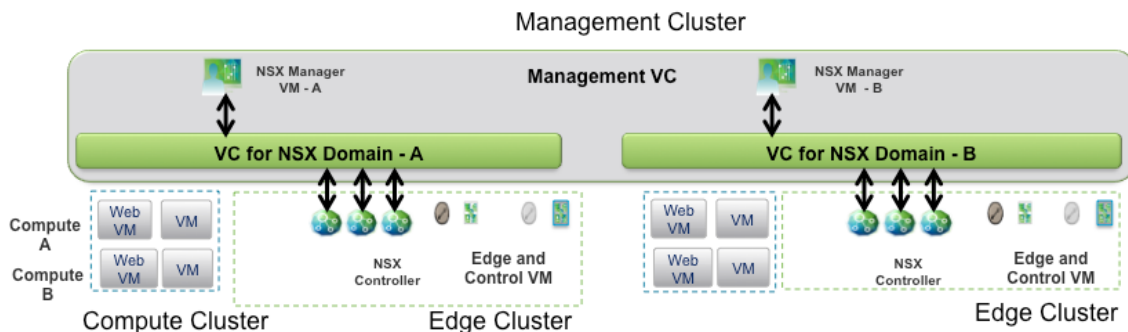 Management Cluster
NSX Manager
VM - A
Management VC
NSX Manager
VM - B
VC for NSX Domain - A
VC for NSX Domain - B
Compute
A
Compute
B
Web
VM
VM
Web
VM
VM
NSX
Controller
Edge and
Control VM
Web
VM
VM
Web
VM
VM
NSX
Controller
Edge and
Control VM
Compute Cluster
Edge Cluster
Edge Cluster